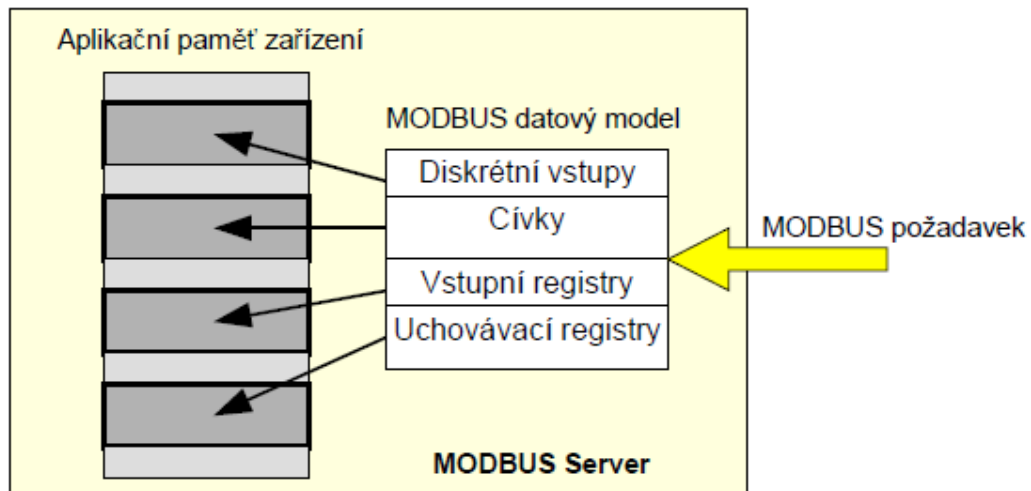 Aplikační paměť zařízení
MODBUS datový model
Diskrétní vstupy
Cívky
MODBUS požadavek
Vstupní registry
Uchovávací registry
MODBUS Server